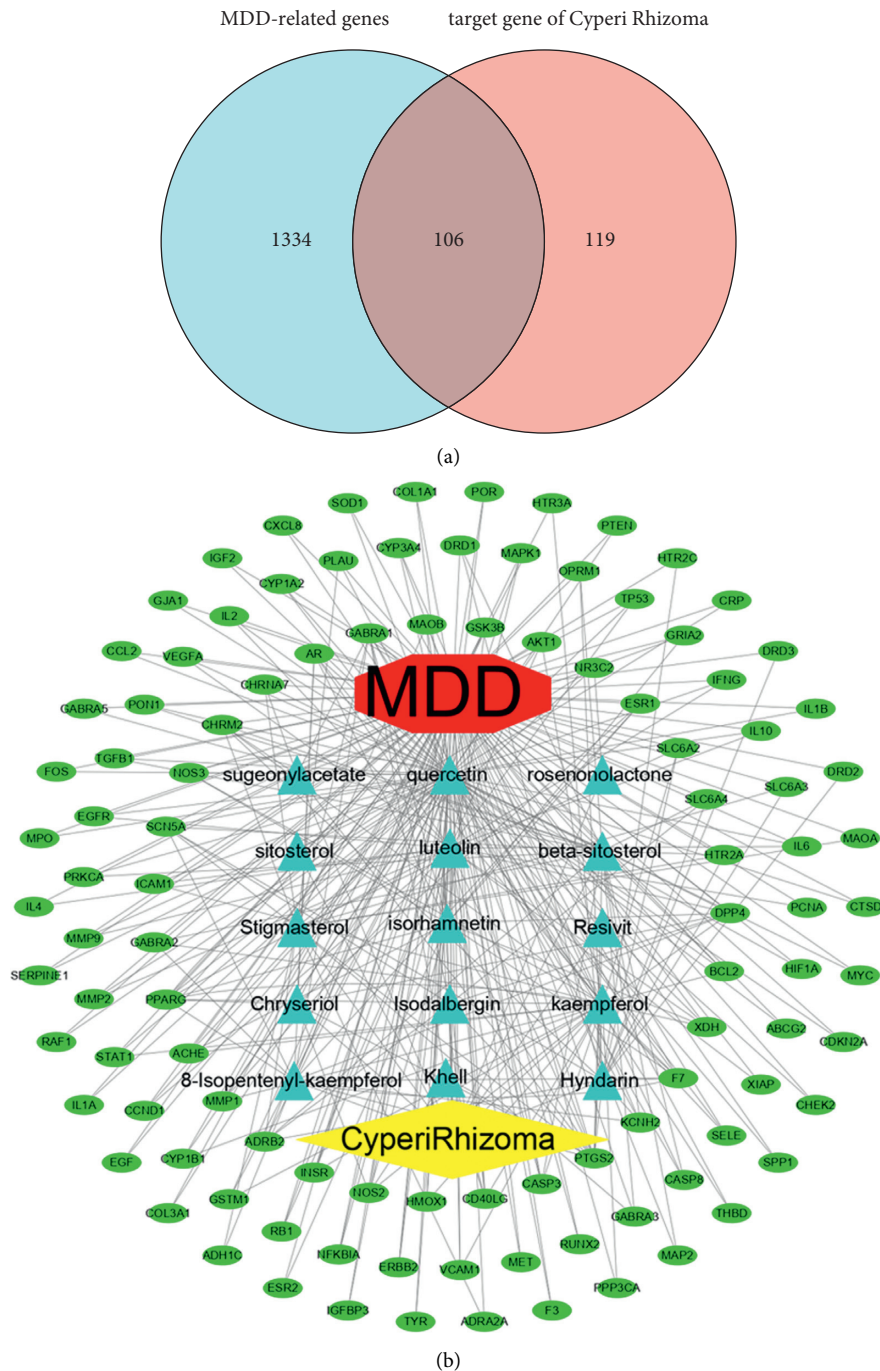 MDD-related genes target gene of Cyperi Rhizoma
1334 106 119
(a)
COL1A1 POR
SOD1 HTR3A
CXCL8 PTEN
CYP3A4 DRD1 MAPK1
IGF2 PLAU OPRM1 HTR2C
CYP1A2 TP53 CRP
GJA1 IL2 GABRA1 MAOB GSK3B AKT1 GRIA2
CCL2 VEGFA AR NR3C2 DRD3
CHRNA7 IFNG
GABRA5 PON1 CHRM2 MDD ESR1 IL1B
IL10
FOS TGFB1 NOS3 SLC6A2 DRD2
sugeonylacetate quercetin rosenonolactone SLC6A3
EGFR SLC6A4
MPO SCN5A MAOA
sitosterol luteolin beta-sitosterol HTR2A IL6
PRKCA ICAM1
IL4 DPP4 PCNA CTSD
MMP9 GABRA2 Stigmasterol isorhamnetin Resivit
SERPINE1 BCL2 HIF1A MYC
MMP2 PPARG Chryseriol Isodalbergin kaempferol
RAF1 XDH ABCG2 CDKN2A
STAT1 ACHE
8-Isopentenyl-kaempferol Khell Hyndarin F7 XIAP
IL1A CCND1 MMP1 CHEK2
KCNH2 SELE
EGF CYP1B1 ADRB2 CyperiRhizoma PTGS2 SPP1
INSR CASP8
COL3A1 GSTM1 NOS2 HMOX1 CD40LG CASP3 GABRA3 THBD
ADH1C RB1 NFKBIA ERBB2 VCAM1 MET RUNX2 MAP2
ESR2 PPP3CA
IGFBP3 TYR ADRA2A F3
(b)